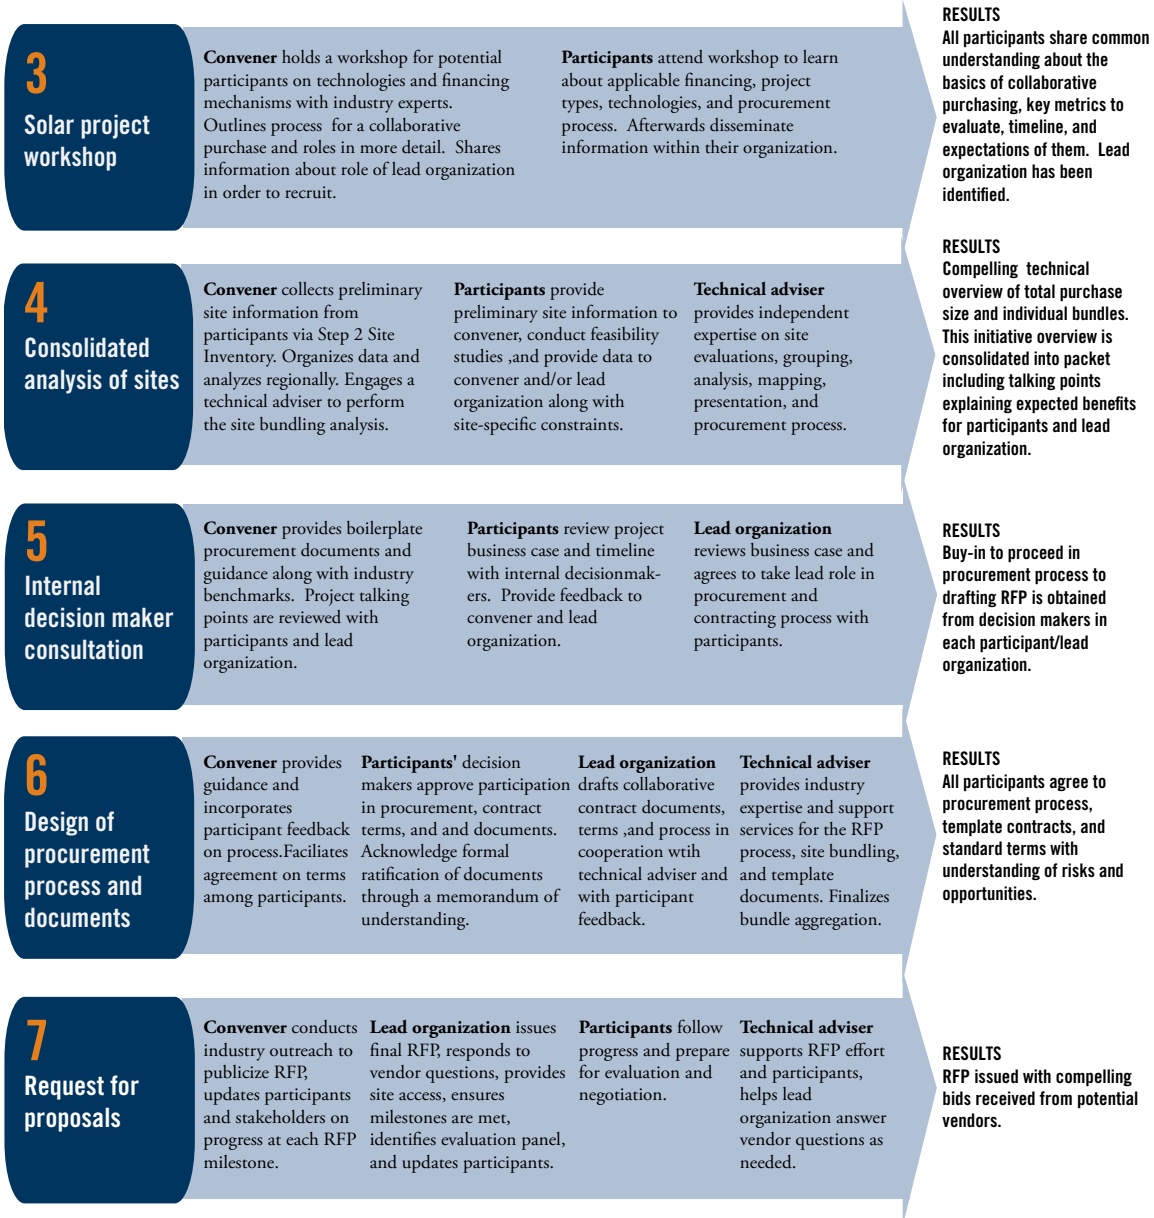 3
Solar project
workshop
Convener holds a workshop for potential
participants on technologies and financing
mechanisms with industry experts.
Outlines process  for a collaborative
purchase and roles in more detail.  Shares
information about role of lead organization
in order to recruit.
Participants attend workshop to learn
about applicable financing, project
types, technologies, and procurement
process.  Afterwards disseminate
information within their organization.
RESULTS
All participants share common
understanding about the
basics of collaborative
purchasing, key metrics to
evaluate, timeline, and
expectations of them.  Lead
organization has been
identified.
4
Consolidated
analysis of sites
Convener collects preliminary
site information from
participants via Step 2 Site
Inventory. Organizes data and
analyzes regionally. Engages a
technical adviser to perform
the site bundling analysis.
Participants provide
preliminary site information to
convener, conduct feasibility
studies ,and provide data to
convener and/or lead
organization along with
site-specific constraints.
Technical adviser
provides independent
expertise on site
evaluations, grouping,
analysis, mapping,
presentation, and
procurement process.
RESULTS
Compelling  technical
overview of total purchase
size and individual bundles.
This initiative overview is
consolidated into packet
including talking points
explaining expected benefits
for participants and lead
organization.
5
Internal
decision maker
consultation
Convener provides boilerplate
procurement documents and
guidance along with industry
benchmarks.  Project talking
points are reviewed with
participants and lead
organization.
Participants review project
business case and timeline
with internal decisionmak-
ers.  Provide feedback to
convener and lead
organization.
Lead organization
reviews business case and
agrees to take lead role in
procurement and
contracting process with
participants.
RESULTS
Buy-in to proceed in
procurement process to
drafting RFP is obtained
from decision makers in
each participant/lead
organization.
6
Design of
procurement
process and
documents
Convener provides
guidance and
incorporates
participant feedback
on process.Faciliates
agreement on terms
among participants.
Participants' decision
makers approve participation
in procurement, contract
terms, and and documents.
Acknowledge formal
ratification of documents
through a memorandum of
understanding.
Lead organization
drafts collaborative
contract documents,
terms ,and process in
cooperation wtih
technical adviser and
with participant
feedback.
Technical adviser
provides industry
expertise and support
services for the RFP
process, site bundling,
and template
documents. Finalizes
bundle aggregation.
RESULTS
All participants agree to
procurement process,
template contracts, and
standard terms with
understanding of risks and
opportunities.
7
Request for
proposals
Convenver conducts
industry outreach to
publicize RFP,
updates participants
and stakeholders on
progress at each RFP
milestone.
Lead organization issues
final RFP, responds to
vendor questions, provides
site access, ensures
milestones are met,
identifies evaluation panel,
and updates participants.
Participants follow
progress and prepare
for evaluation and
negotiation.
Technical adviser
supports RFP effort
and participants,
helps lead
organization answer
vendor questions as
needed.
RESULTS
RFP issued with compelling
bids received from potential
vendors.